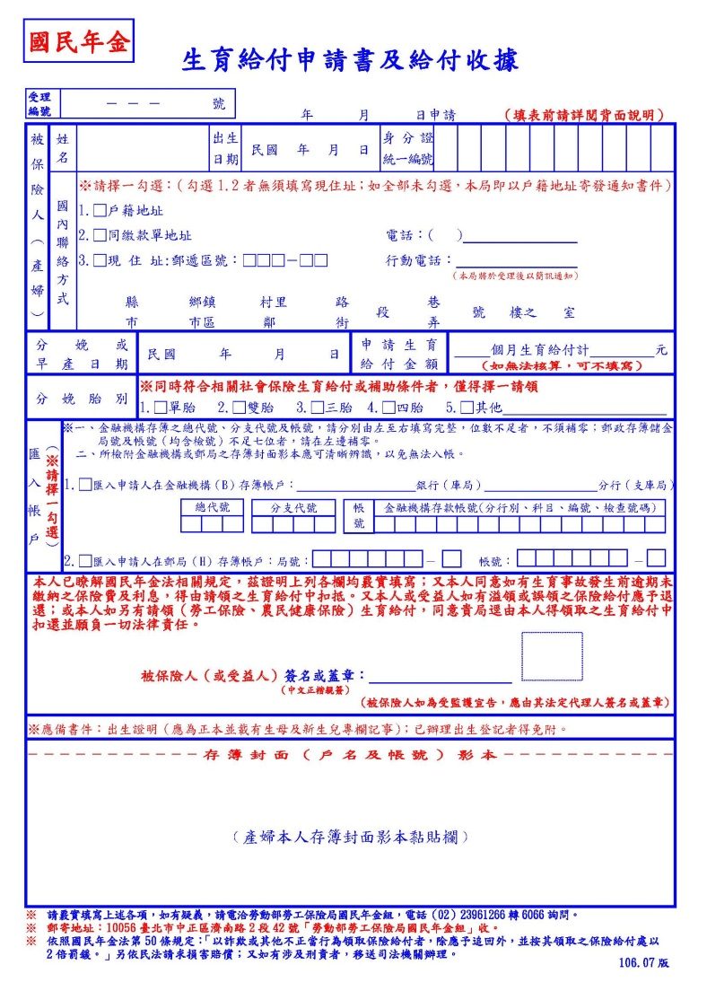 國民年金
生育給付申請書及給付收據
受理編號
－－－ 號
年 月 日申請 （填表前請詳閱背面說明）
被保險人（產婦）
姓名
出生日期
民國 年 月 日
身分證統一編號
國內聯絡方式
※請擇一勾選：（勾選 1.2 者無須填寫現住址；如全部未勾選，本局即以戶籍地址寄發通知書件）
1.□戶籍地址
2.□同繳款單地址 電話：( )
3.□現 住 址:郵遞區號：□□□－□□ 行動電話：
（本局將於受理後以簡訊通知）
縣 鄉鎮 村里 路 巷
段 號 樓之 室
市 市區 鄰 街 弄
分娩或早產日期
民國 年 月 日
申請生育給付金額
個月生育給付計 元
（如無法核算，可不填寫）
分娩胎別
※同時符合相關社會保險生育給付或補助條件者，僅得擇一請領
1.□單胎 2.□雙胎 3.□三胎 4.□四胎 5.□其他
匯入帳戶
（※請擇一勾選）
※一、金融機構存簿之總代號、分支代號及帳號，請分別由左至右填寫完整，位數不足者，不須補零；郵政存簿儲金
局號及帳號（均含檢號）不足七位者，請在左邊補零。
二、所檢附金融機構或郵局之存簿封面影本應可清晰辨識，以免無法入帳。
1.□匯入申請人在金融機構（B）存簿帳戶： 銀行（庫局） 分行（支庫局）
總代號 分支代號 帳號 金融機構存款帳號(分行別、科目、編號、檢查號碼)
2.□匯入申請人在郵局（H）存簿帳戶：局號： － 帳號： －
本人已瞭解國民年金法相關規定，茲證明上列各欄均覈實填寫；又本人同意如有生育事故發生前逾期未
繳納之保險費及利息，得由請領之生育給付中扣抵。又本人或受益人如有溢領或誤領之保險給付應予退
還；或本人如另有請領（勞工保險、農民健康保險）生育給付，同意貴局逕由本人得領取之生育給付中
扣還並願負一切法律責任。
被保險人（或受益人）簽名或蓋章：
（中文正楷親簽）
（被保險人如為受監護宣告，應由其法定代理人簽名或蓋章）
※應備書件：出生證明（應為正本並載有生母及新生兒專欄記事）；已辦理出生登記者得免附。
－－－－－－－－－－－存簿封面（戶名及帳號）影本－－－－－－－－－－－
（產婦本人存簿封面影本黏貼欄）
※ 請覈實填寫上述各項，如有疑義，請電洽勞動部勞工保險局國民年金組，電話（02）23961266 轉 6066 詢問。
※ 郵寄地址：10056 臺北市中正區濟南路 2 段 42 號「勞動部勞工保險局國民年金組」收。
※ 依照國民年金法第 50 條規定：「以詐欺或其他不正當行為領取保險給付者，除應予追回外，並按其領取之保險給付處以
2 倍罰鍰。」另依民法請求損害賠償；又如有涉及刑責者，移送司法機關辦理。
106.07 版